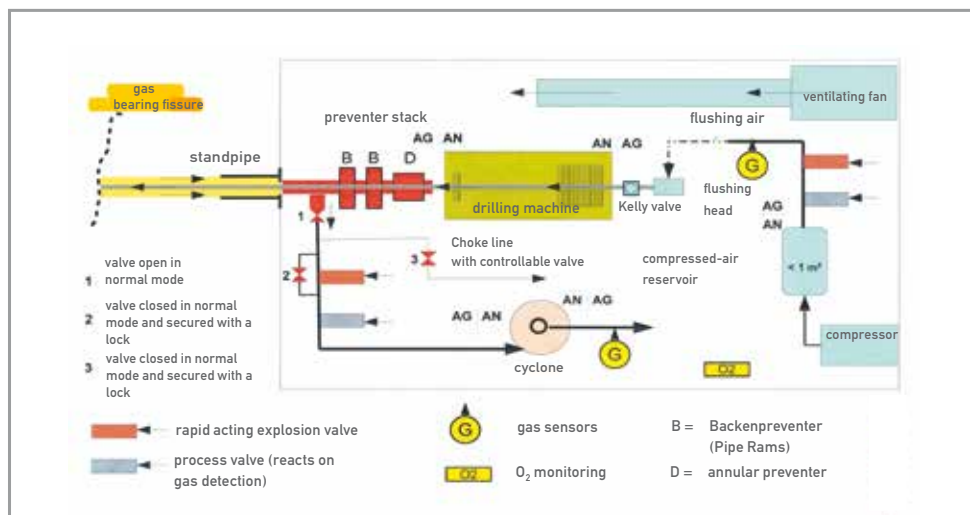 gas
bearing fissure
ventilating fan
preventer stack
flushing air
AG AN
AN AG
B B D
standpipe
G
drilling machine
Kelly valve
flushing
head
AG
AN
1
1 valve open in
normal mode
2 valve closed in normal
mode and secured with a
lock
3 valve closed in normal
mode and secured with a
lock
2
3
Choke line
with controllable valve
compressed-air
reservoir
< 1 m³
AG AN
AN AG
cyclone
G
compressor
O2
rapid acting explosion valve
process valve (reacts on
gas detection)
G gas sensors
O2 O₂ monitoring
B = Backenpreventer
(Pipe Rams)
D = annular preventer